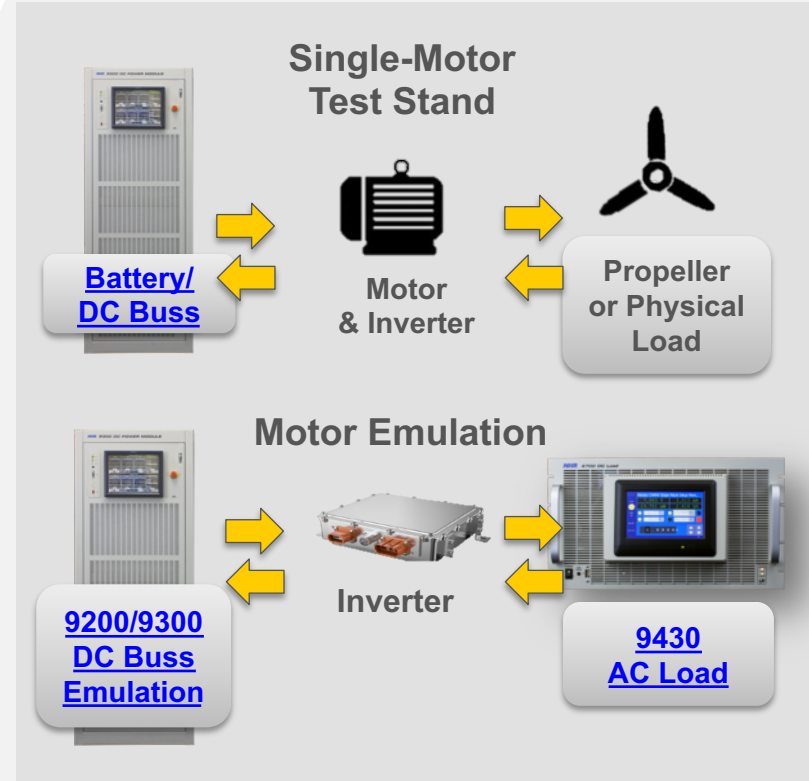 Single-Motor
Test Stand
Battery/
DC Buss
Motor
& Inverter
Propeller
or Physical
Load
Motor Emulation
9200/9300
DC Buss
Emulation
Inverter
9430
AC Load